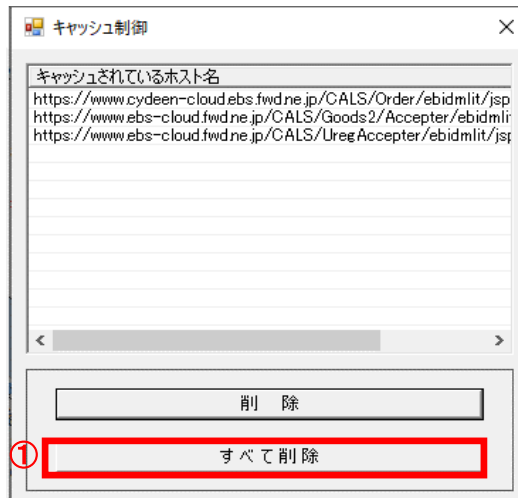 キャッシュ制御
キャッシュされているホスト名
https://www.cydeen-cloud.ebs.fwd.ne.jp/CALS/Order/ebidmlit/jsp
https://www.ebs-cloud.fwd.ne.jp/CALS/Goods2/Accepter/ebidmlit
https://www.ebs-cloud.fwd.ne.jp/CALS/UregAccepter/ebidmlit/jsp
削 除
① すべて削除